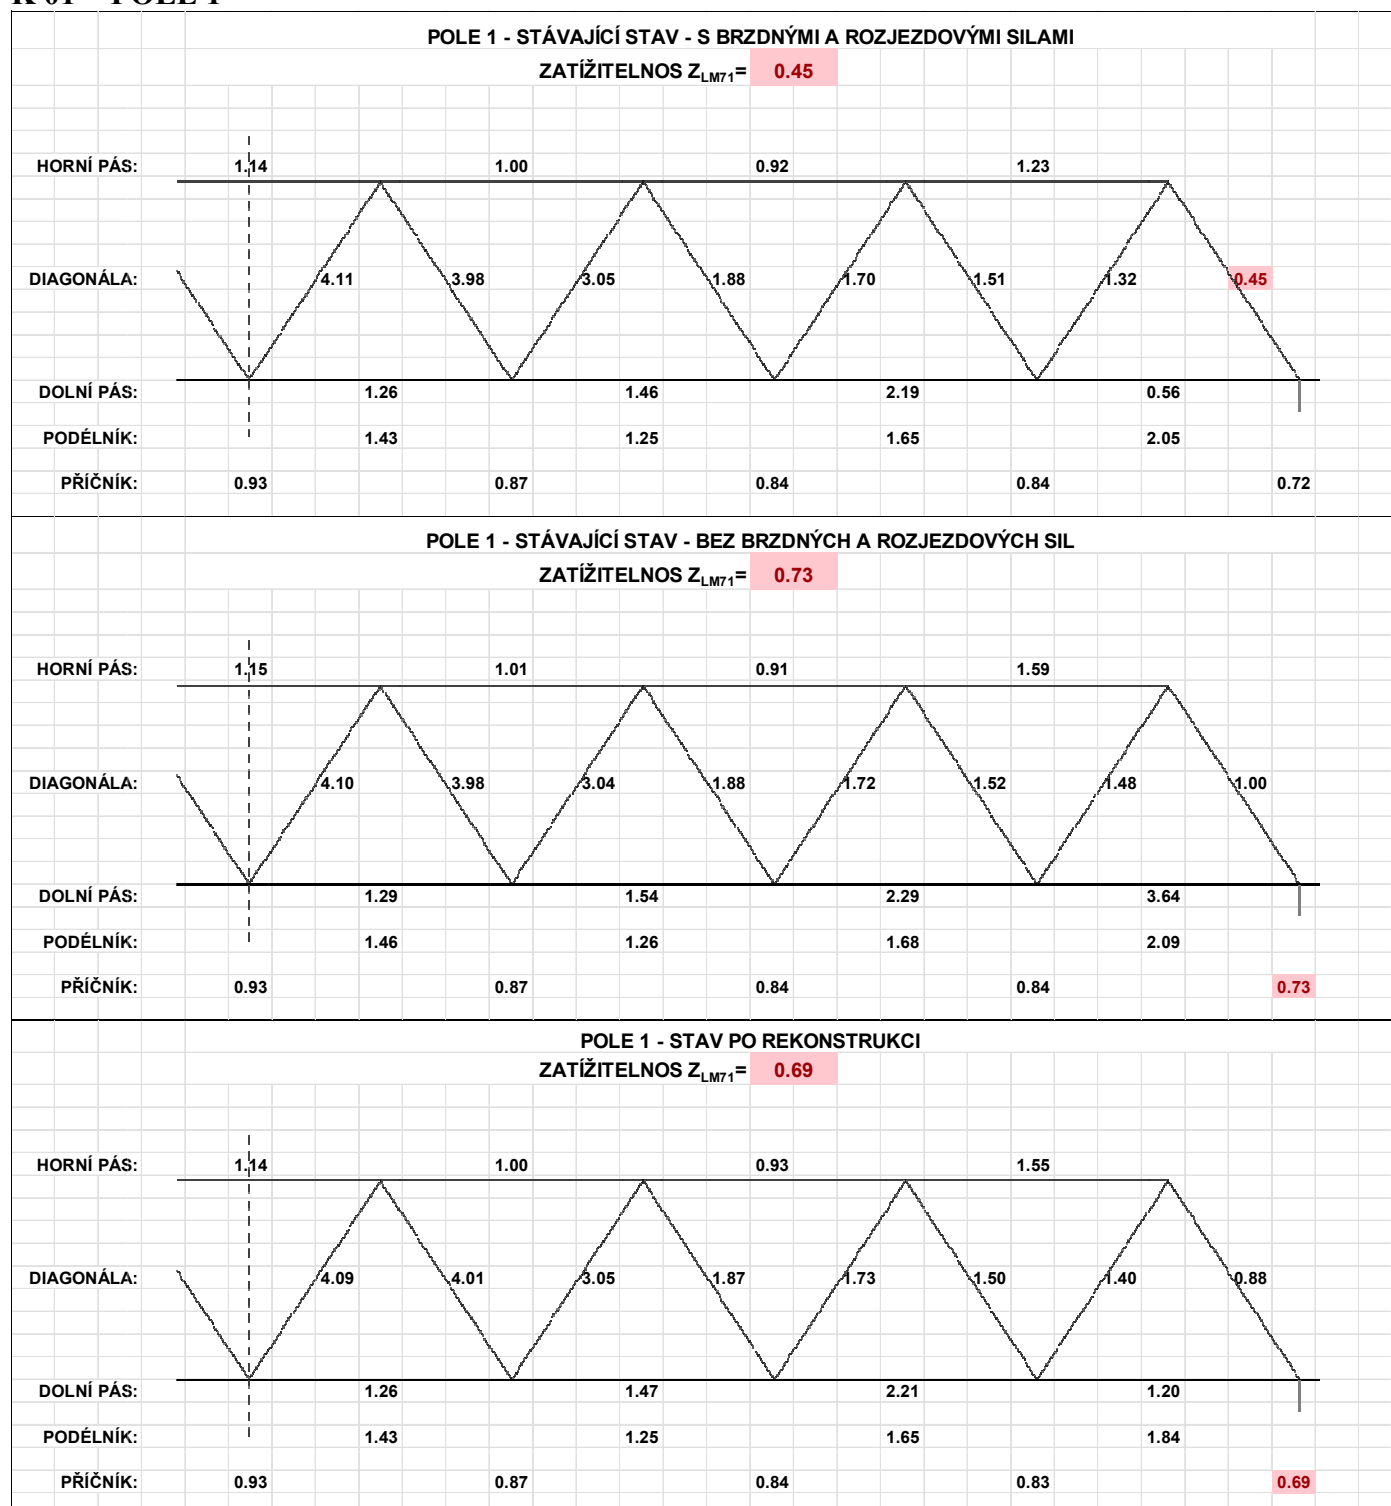 POLE 1 - STÁVAJÍCÍ STAV - S BRZDNÝMI A ROZJEZDOVÝMI SILAMI
ZATÍŽITELNOS ZLM71= 0.45
HORNÍ PÁS: 1.14 1.00 0.92 1.23
DIAGONÁLA: 4.11 3.98 3.05 1.88 1.70 1.51 1.32 0.45
DOLNÍ PÁS: 1.26 1.46 2.19 0.56
PODÉLNÍK: 1.43 1.25 1.65 2.05
PŘÍČNÍK: 0.93 0.87 0.84 0.84 0.72
POLE 1 - STÁVAJÍCÍ STAV - BEZ BRZDNÝCH A ROZJEZDOVÝCH SIL
ZATÍŽITELNOS ZLM71= 0.73
HORNÍ PÁS: 1.15 1.01 0.91 1.59
DIAGONÁLA: 4.10 3.98 3.04 1.88 1.72 1.52 1.48 1.00
DOLNÍ PÁS: 1.29 1.54 2.29 3.64
PODÉLNÍK: 1.46 1.26 1.68 2.09
PŘÍČNÍK: 0.93 0.87 0.84 0.84 0.73
POLE 1 - STAV PO REKONSTRUKCI
ZATÍŽITELNOS ZLM71= 0.69
HORNÍ PÁS: 1.14 1.00 0.93 1.55
DIAGONÁLA: 4.09 4.01 3.05 1.87 1.73 1.50 1.40 0.88
DOLNÍ PÁS: 1.26 1.47 2.21 1.20
PODÉLNÍK: 1.43 1.25 1.65 1.84
PŘÍČNÍK: 0.93 0.87 0.84 0.83 0.69